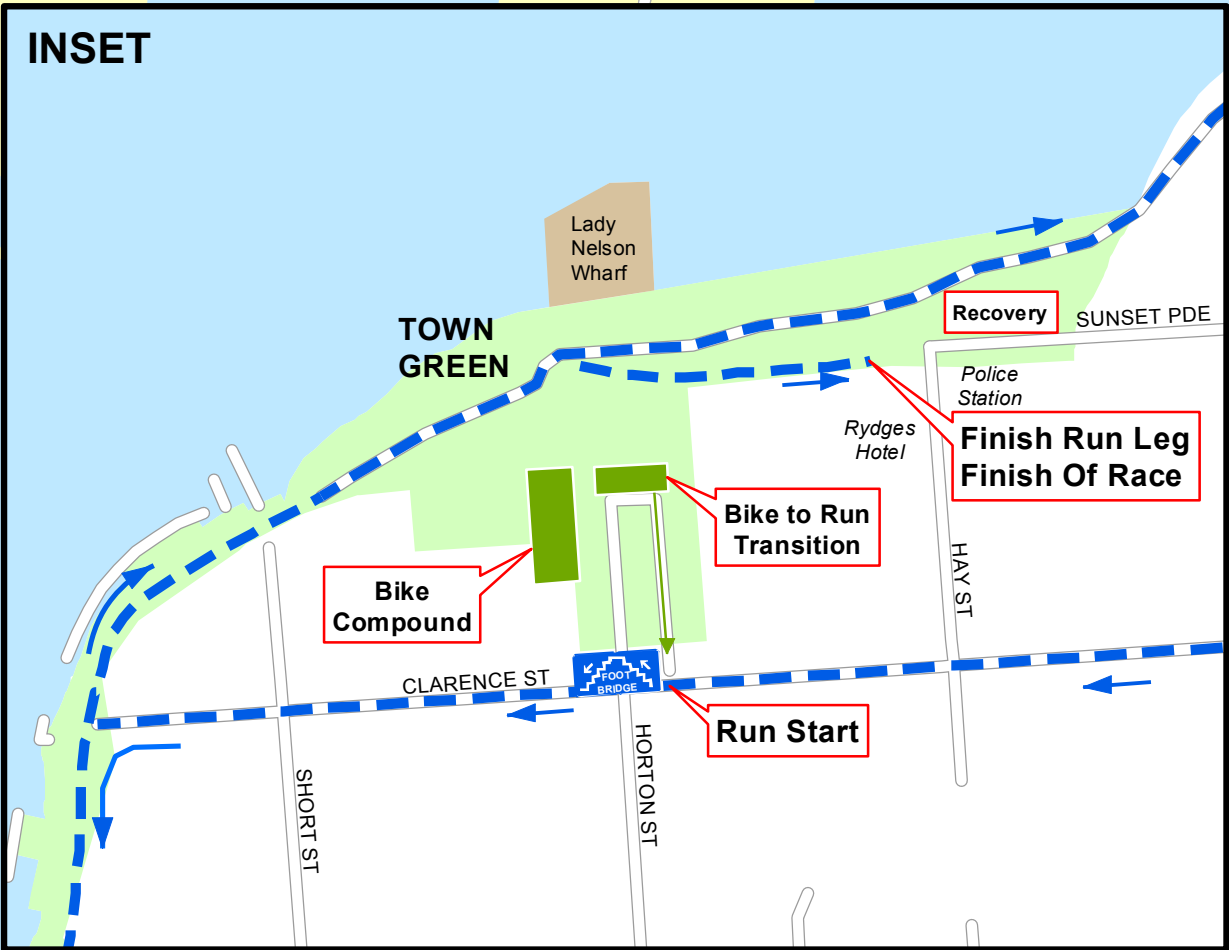 INSET
Lady
Nelson
Wharf
TOWN
GREEN
Recovery
SUNSET PDE
Police
Station
Rydges
Hotel
Finish Run Leg
Finish Of Race
Bike to Run
Transition
Bike
Compound
HAY ST
FOOT
BRIDGE
CLARENCE ST
Run Start
HORTON ST
SHORT ST